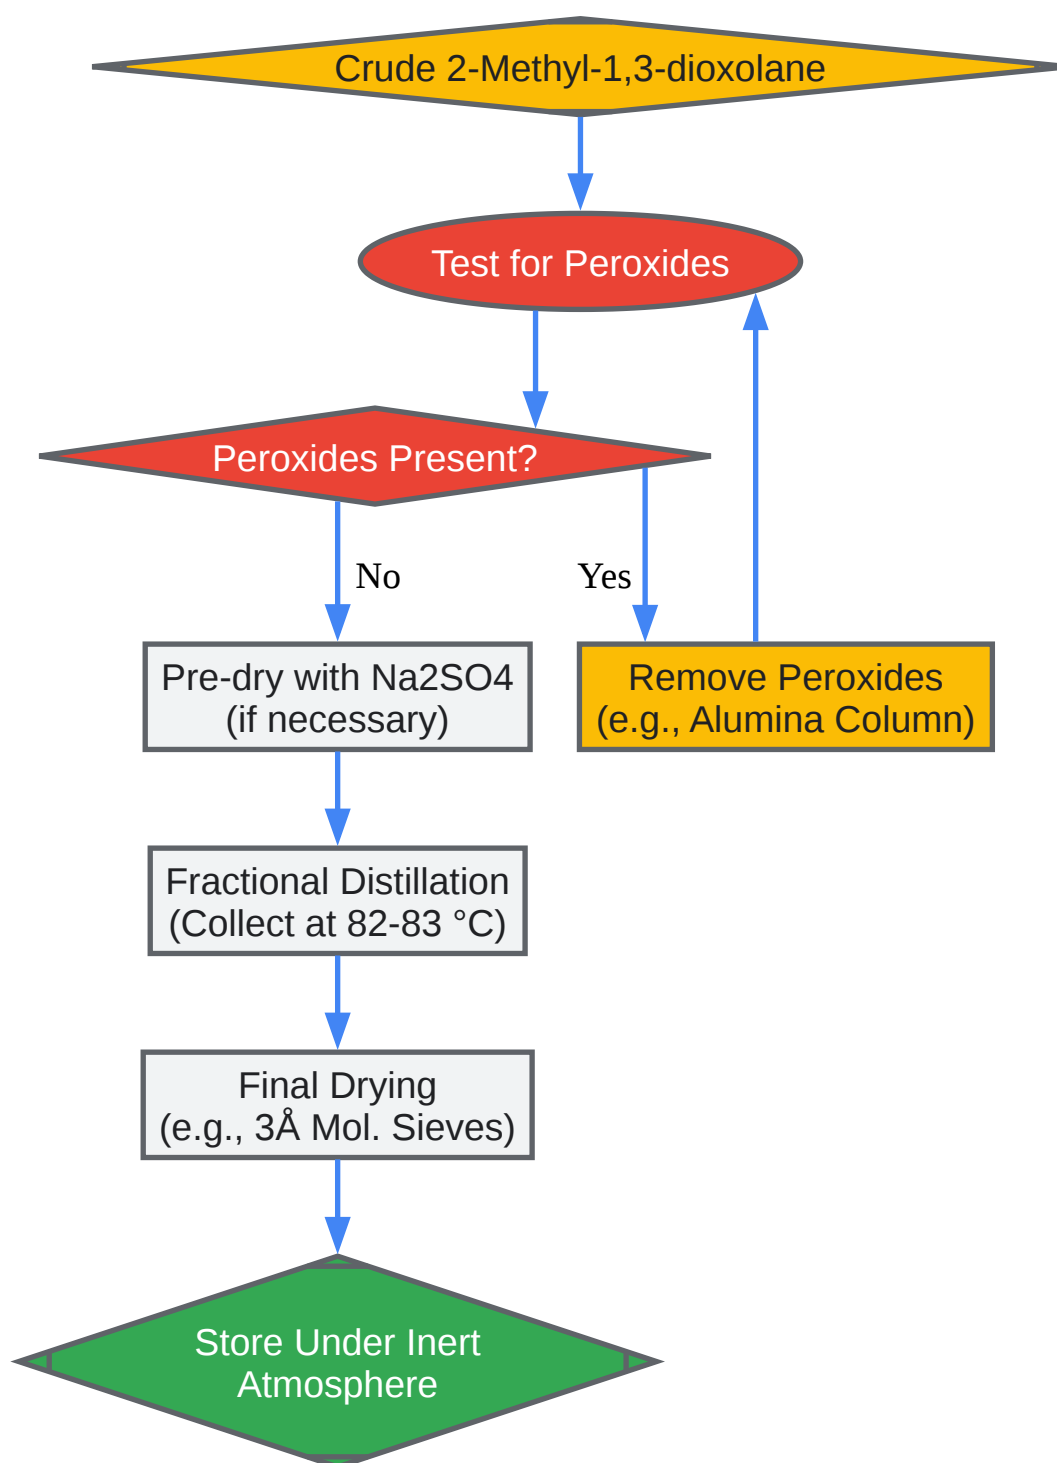 Crude 2-Methyl-1,3-dioxolane
Test for Peroxides
Peroxides Present?
No
Yes
Pre-dry with Na2SO4
(if necessary)
Remove Peroxides
(e.g., Alumina Column)
Fractional Distillation
(Collect at 82-83 °C)
Final Drying
(e.g., 3Å Mol. Sieves)
Store Under Inert
Atmosphere